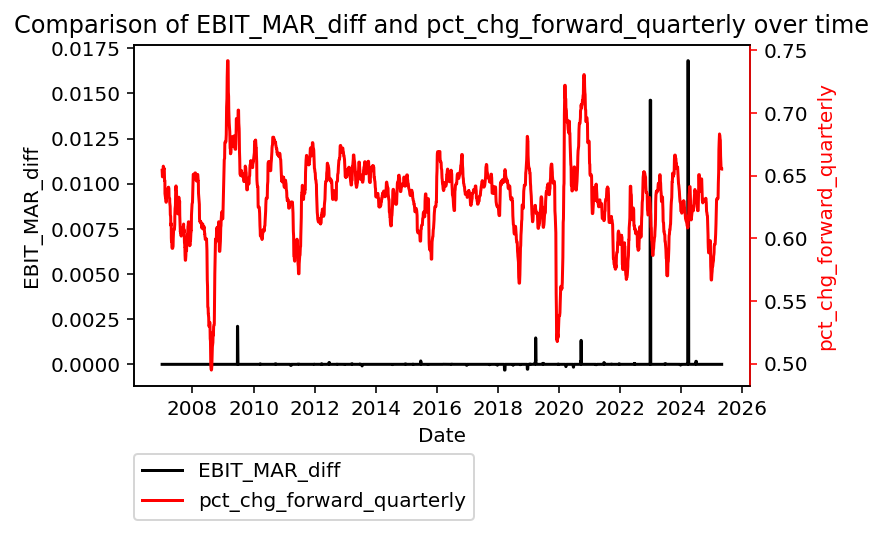 Comparison of EBIT_MAR_diff and pct_chg_forward_quarterly over time
0.0175
0.0150
0.0125
0.0100
0.0075
0.0050
0.0025
0.0000
EBIT_MAR_diff
0.75
0.70
0.65
0.60
0.55
0.50
pct_chg_forward_quarterly
2008 2010 2012 2014 2016 2018 2020 2022 2024 2026
Date
EBIT_MAR_diff
pct_chg_forward_quarterly